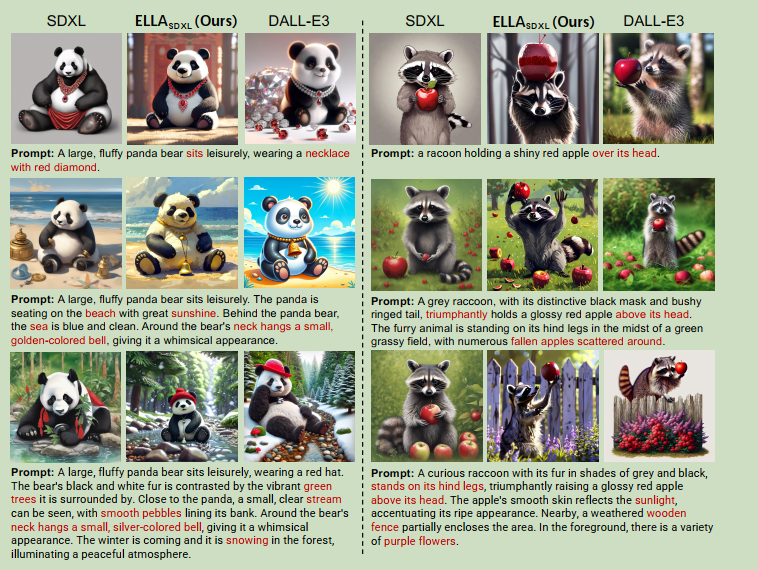 SDXL
ELLA SDXL (Ours)
DALL-E3
Prompt: A large, fluffy panda bear sits leisurely, wearing a necklace
with red diamond.
Prompt: A large, fluffy panda bear sits leisurely. The panda is
seating on the beach with great sunshine. Behind the panda bear,
the sea is blue and clean. Around the bear's neck hangs a small,
golden-colored bell, giving it a whimsical appearance.
Prompt: A large, fluffy panda bear sits leisurely, wearing a red hat.
The bear's black and white fur is contrasted by the vibrant green
trees it is surrounded by. Close to the panda, a small, clear stream
can be seen, with smooth pebbles lining its bank. Around the bear's
neck hangs a small, silver-colored bell, giving it a whimsical
appearance. The winter is coming and it is snowing in the forest,
illuminating a peaceful atmosphere.
SDXL
ELLA SDXL (Ours)
DALL-E3
Prompt: a racoon holding a shiny red apple over its head.
Prompt: A grey raccoon, with its distinctive black mask and bushy
ringed tail, triumphantly holds a glossy red apple above its head.
The furry animal is standing on its hind legs in the midst of a green
grassy field, with numerous fallen apples scattered around.
Prompt: A curious raccoon with its fur in shades of grey and black,
stands on its hind legs, triumphantly raising a glossy red apple
above its head. The apple's smooth skin reflects the sunlight,
accentuating its ripe appearance. Nearby, a weathered wooden
fence partially encloses the area. In the foreground, there is a variety
of purple flowers.